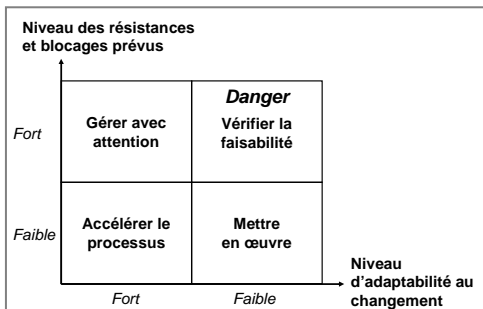 Niveau des résistances
et blocages prévus
Danger
Fort
Gérer avec
attention
Vérifier la
faisabilité
Faible
Accélérer le
processus
Mettre
en œuvre
Niveau
d'adaptabilité au
changement
Fort
Faible